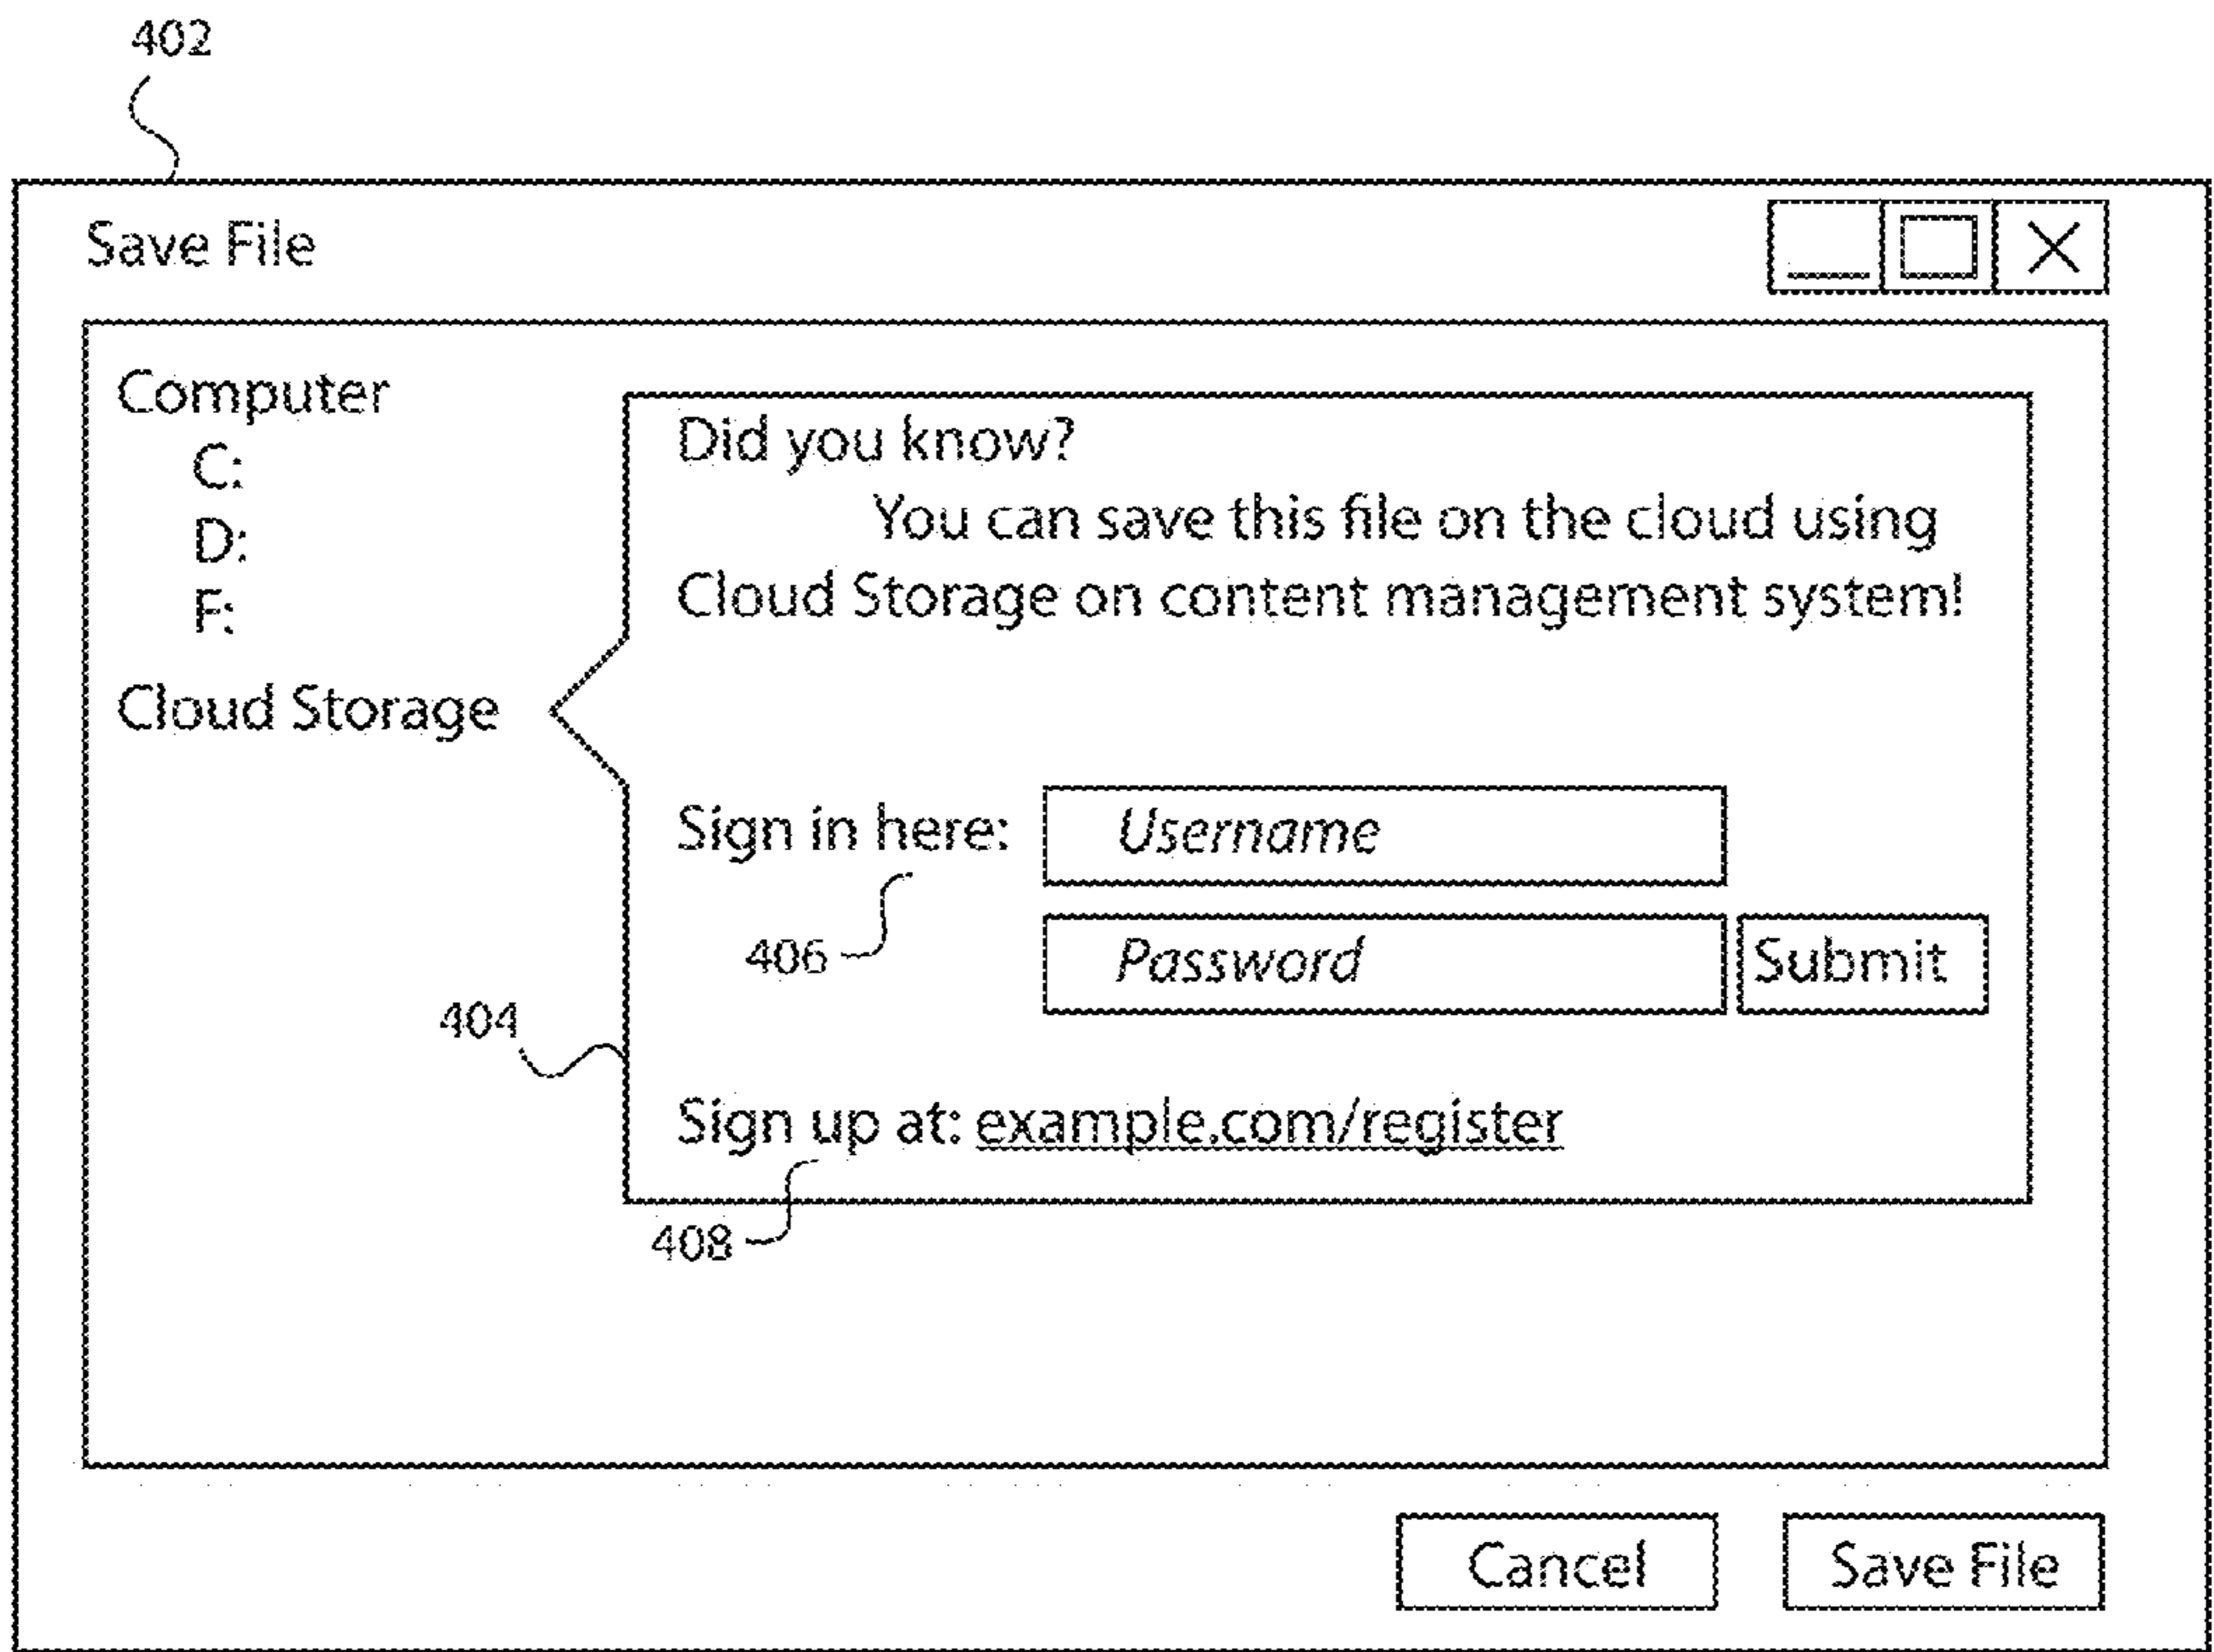 402
Save File
Computer
C:
D:
F:
Cloud Storage
Did you know?
You can save this file on the cloud using
Cloud Storage on content management system!
Sign in here:
Username
406
Password
Submit
404
Sign up at: example.com/register
408
Cancel
Save File